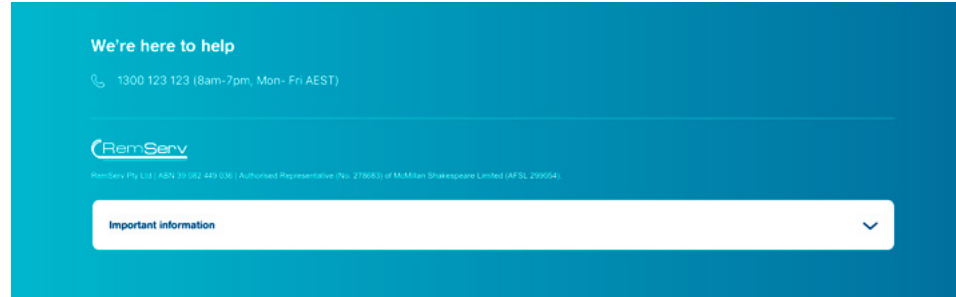 We're here to help
1300 123 123 (8am-7pm, Mon- Fri AEST)
RemServ
RemServ Pty Ltd | ABN 39 082 449 036 | Authorised Representative (No. 278683) of McMillan Shakespeare Limited (AFSL 299054).
Important information